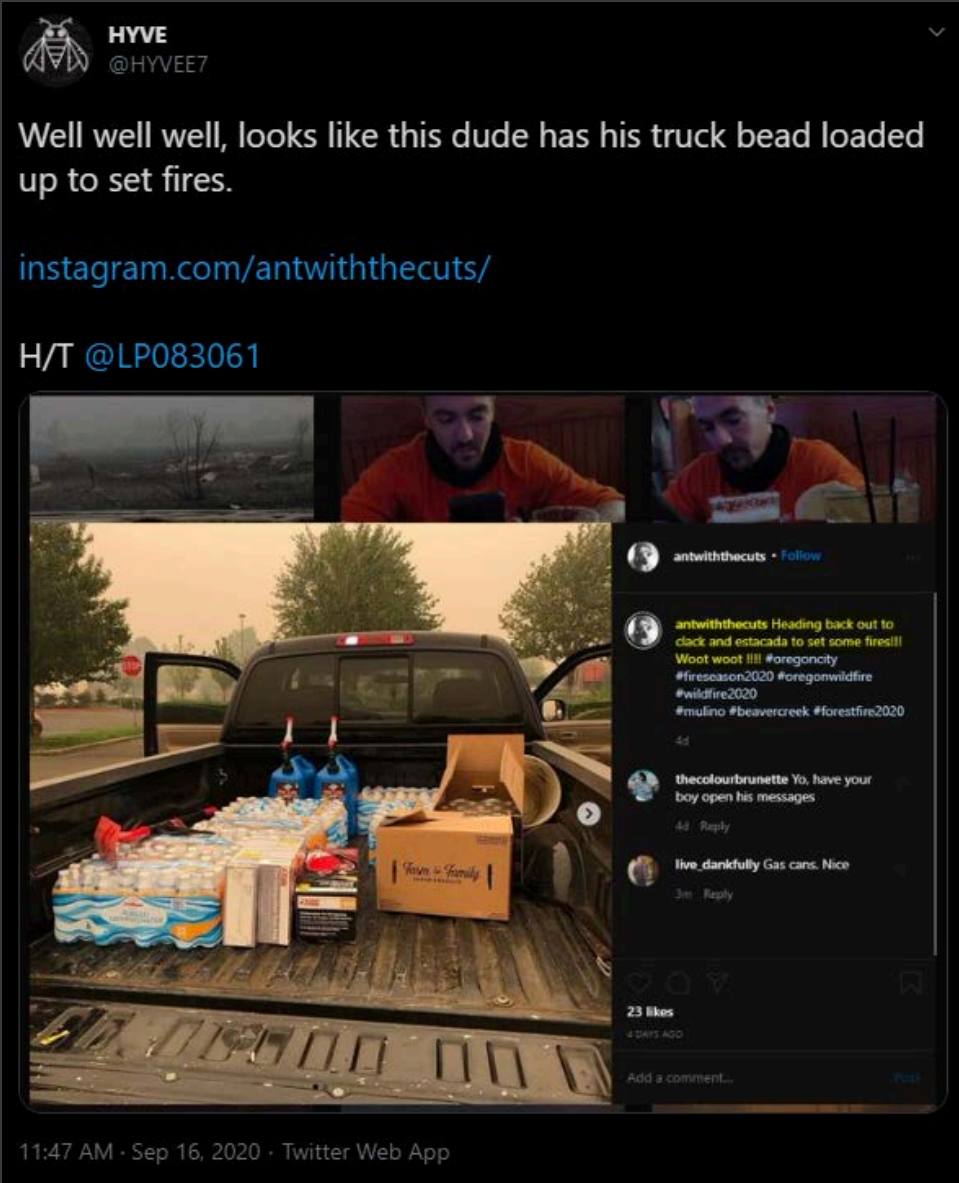 HYVE
@HYVEE7
Well well well, looks like this dude has his truck bead loaded
up to set fires.
instagram.com/antwiththecuts/
H/T @LP083061
STOP
Farm to Family
antwiththecuts • Follow
antwiththecuts Heading back out to
clack and estacada to set some fires!!!
Woot woot !!!! #oregoncity
#fireseason2020 #oregonwildfire
#wildfire2020
#mulino #beavercreek #forestfire2020
4d
thecolourbrunette Yo, have your
boy open his messages
4d Reply
live_dankfully Gas cans. Nice
3m Reply
23 likes
4 DAYS AGO
Add a comment...
Post
11:47 AM · Sep 16, 2020 · Twitter Web App